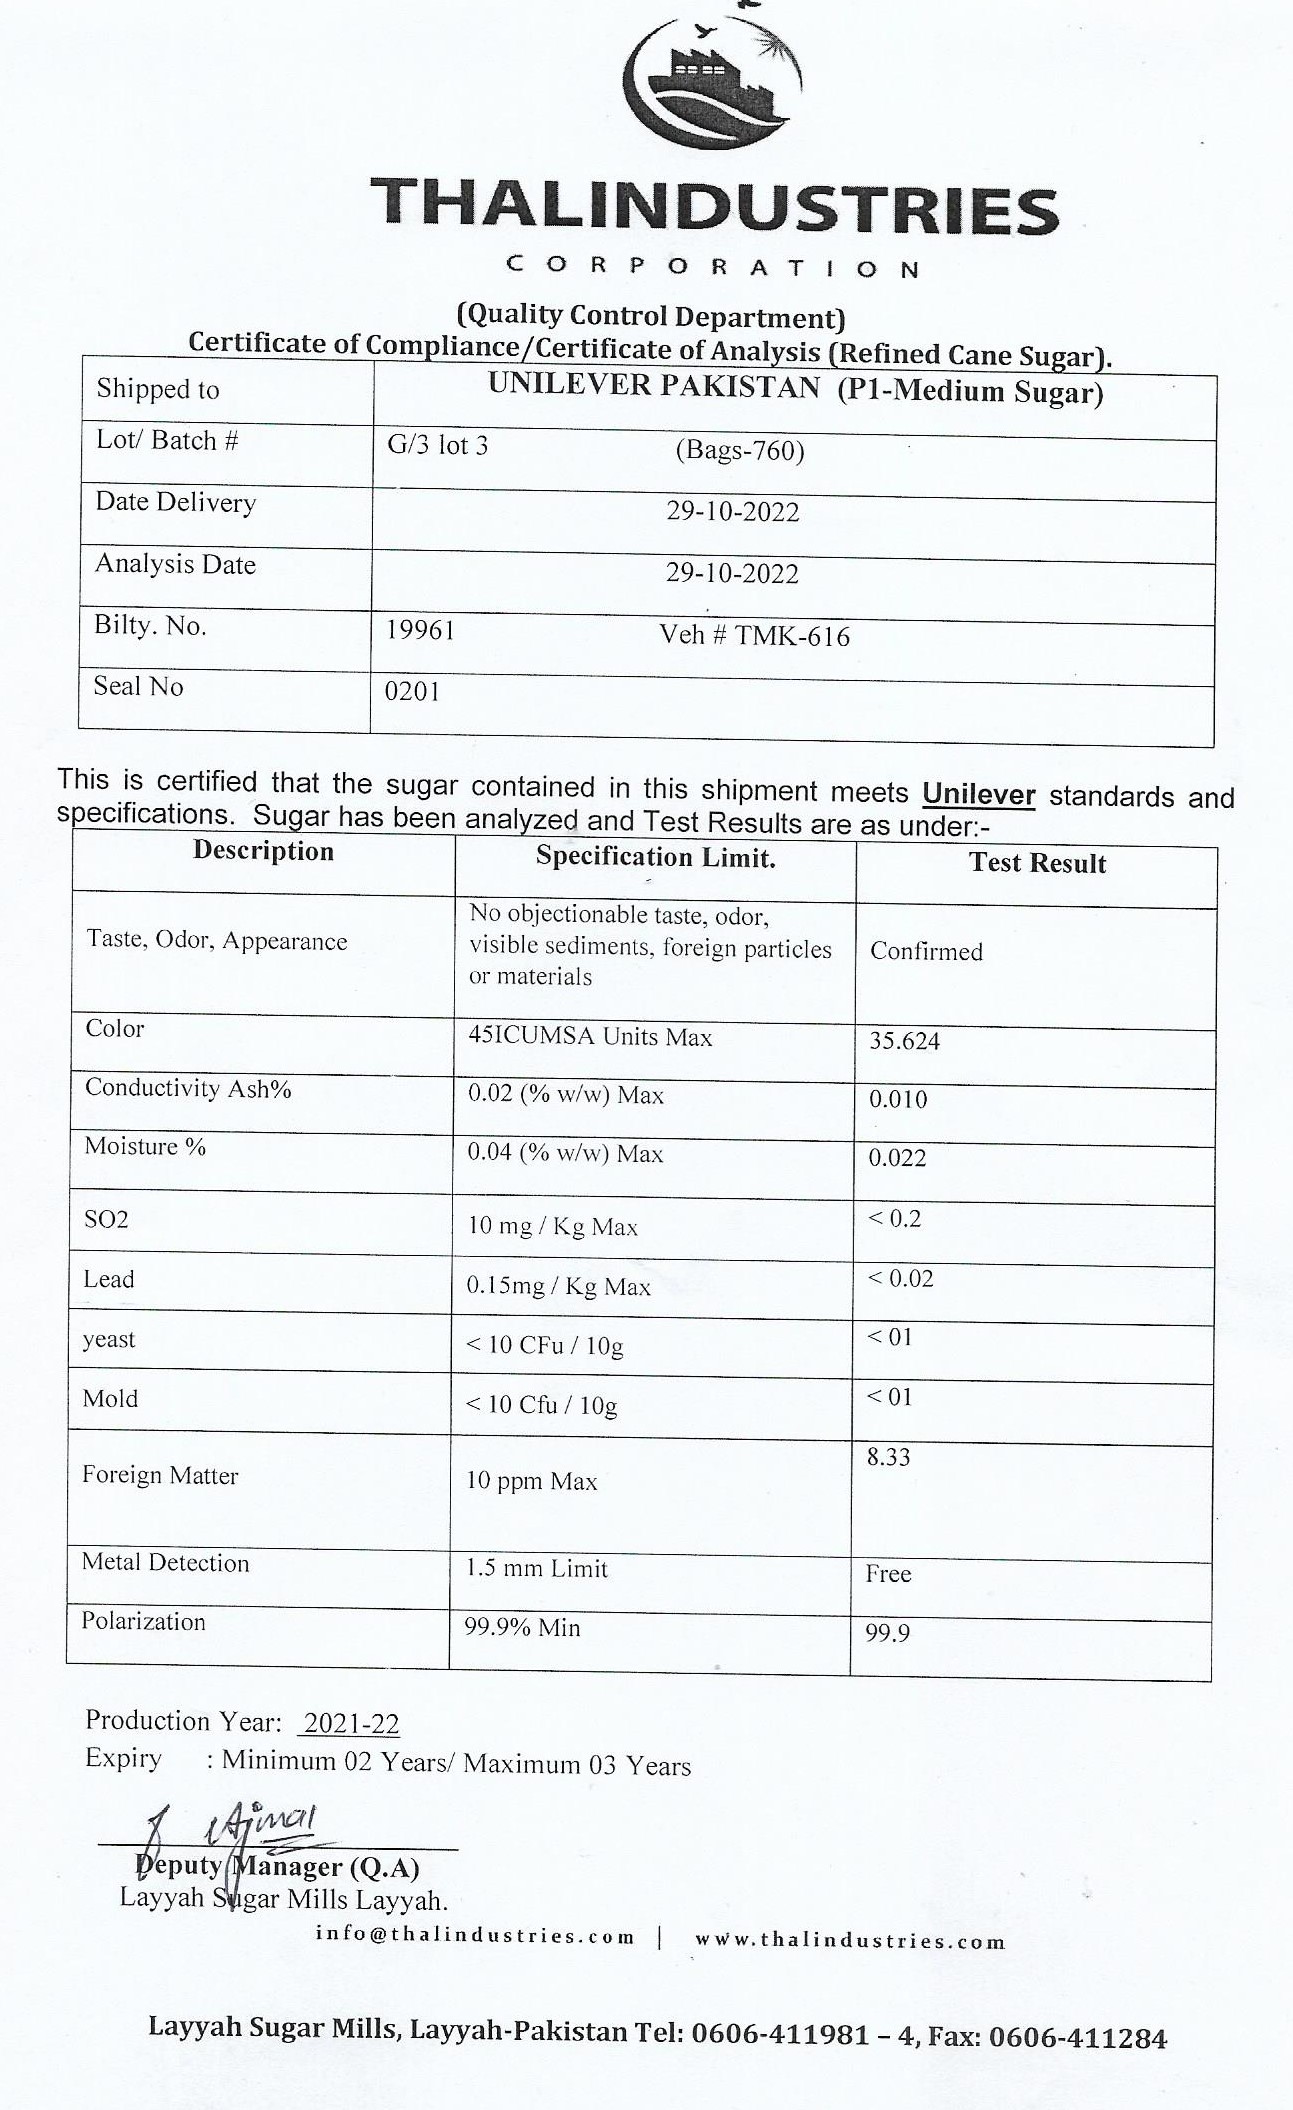 THALINDUSTRIES
CORPORATION
(Quality Control Department)
Certificate of Compliance/Certificate of Analysis (Refined Cane Sugar).
Shipped to UNILEVER PAKISTAN (P1-Medium Sugar)
Lot/ Batch # G/3 lot 3 (Bags-760)
Date Delivery 29-10-2022
Analysis Date 29-10-2022
Bilty. No. 19961 Veh # TMK-616
Seal No 0201
This is certified that the sugar contained in this shipment meets Unilever standards and
specifications. Sugar has been analyzed and Test Results are as under:-
Description Specification Limit. Test Result
Taste, Odor, Appearance No objectionable taste, odor,
visible sediments, foreign particles
or materials Confirmed
Color 45ICUMSA Units Max 35.624
Conductivity Ash% 0.02 (% w/w) Max 0.010
Moisture % 0.04 (% w/w) Max 0.022
SO2 10 mg / Kg Max < 0.2
Lead 0.15mg / Kg Max < 0.02
yeast < 10 CFu / 10g < 01
Mold < 10 Cfu / 10g < 01
Foreign Matter 10 ppm Max 8.33
Metal Detection 1.5 mm Limit Free
Polarization 99.9% Min 99.9
Production Year: 2021-22
Expiry : Minimum 02 Years/ Maximum 03 Years
Ajmal
Deputy Manager (Q.A)
Layyah Sugar Mills Layyah.
info@thalindustries.com | www.thalindustries.com
Layyah Sugar Mills, Layyah-Pakistan Tel: 0606-411981 – 4, Fax: 0606-411284